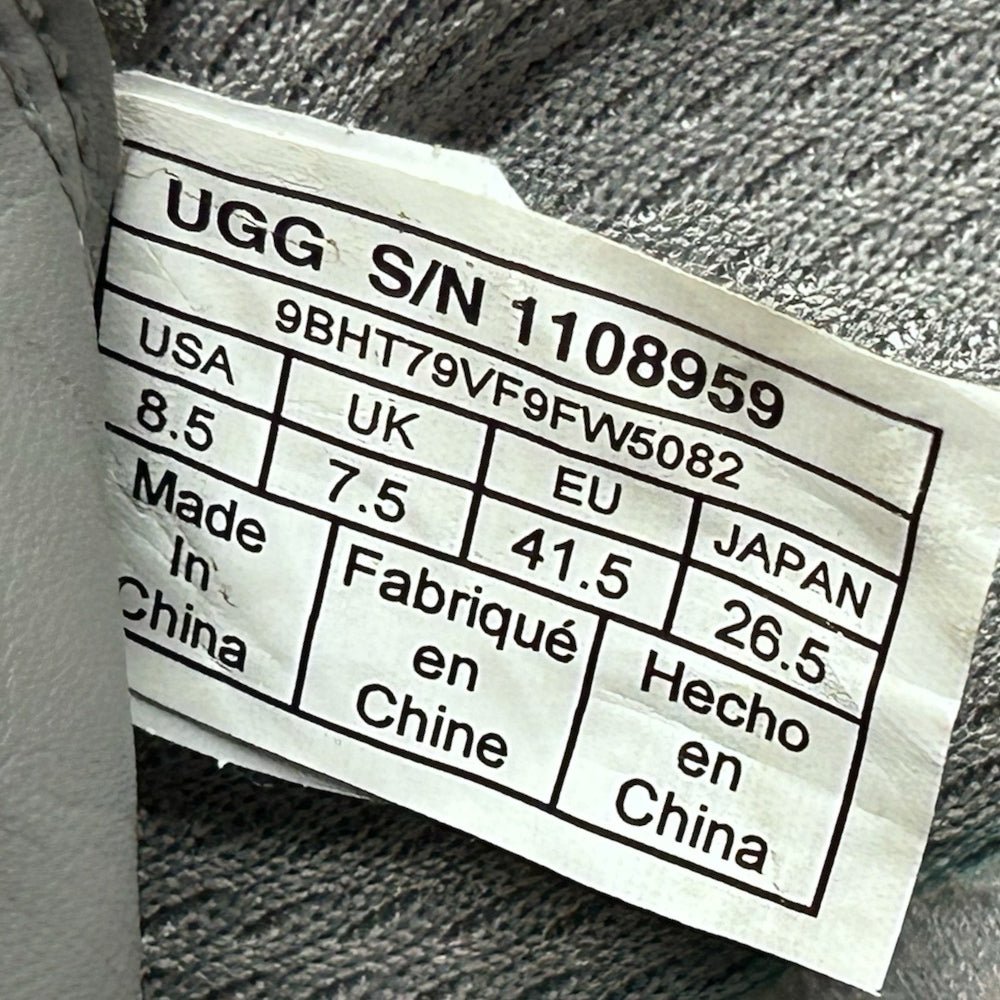 UGG S/N 1108959
9BHT79VF9FW5082
USA UK EU JAPAN
8.5 7.5 41.5 26.5
Made
In
China
Fabriqué
en
Chine
Hecho
en
China